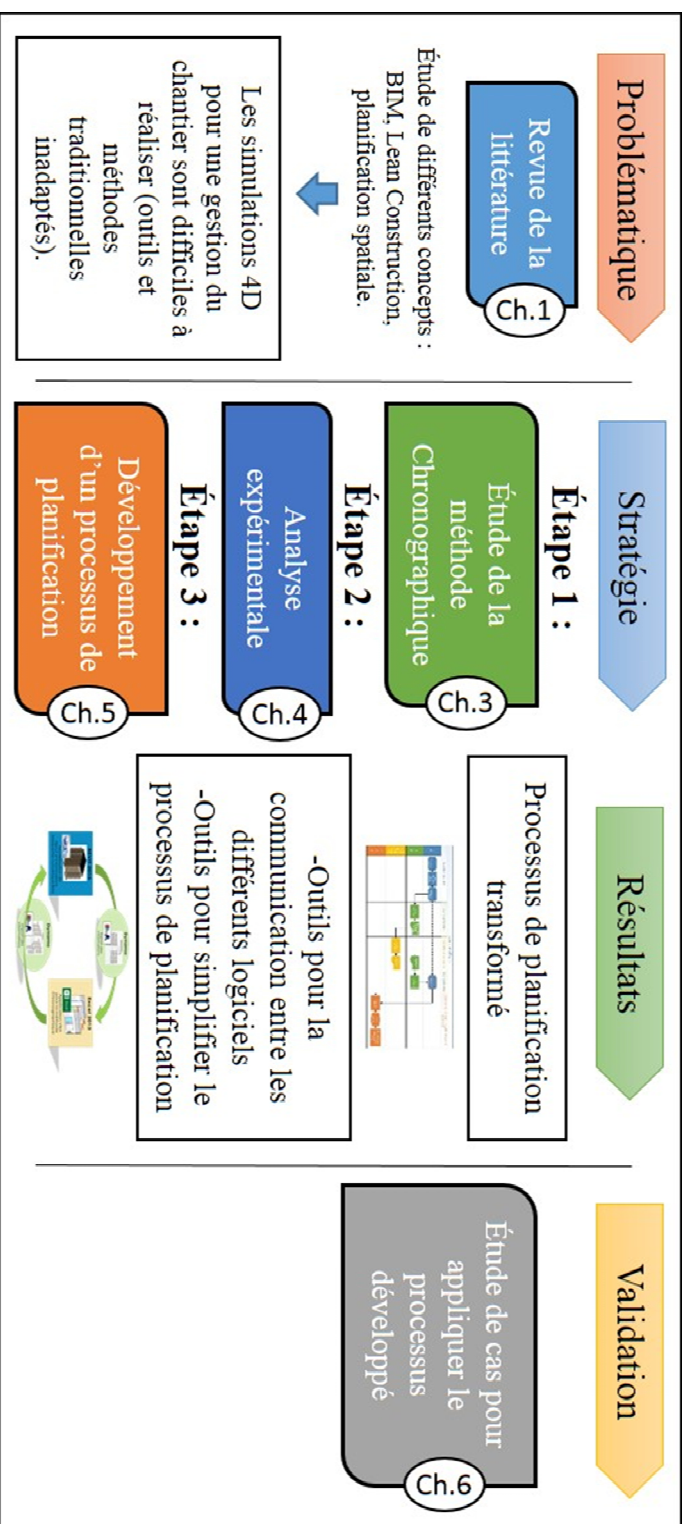 Problématique
Revue de la
littérature
Ch.1
Étude de différents concepts :
BIM, Lean Construction,
planification spatiale.
Les simulations 4D
pour une gestion du
chantier sont difficiles à
réaliser (outils et
méthodes
traditionnelles
inadaptés).
Stratégie
Étape 1 :
Étude de la
méthode
Chronographique
Ch.3
Étape 2 :
Analyse
expérimentale
Ch.4
Étape 3 :
Développement
d'un processus de
planification
Ch.5
Résultats
Processus de planification
transformé
-Outils pour la
communication entre les
différents logiciels
-Outils pour simplifier le
processus de planification
Validation
Étude de cas pour
appliquer le
processus
développé
Ch.6